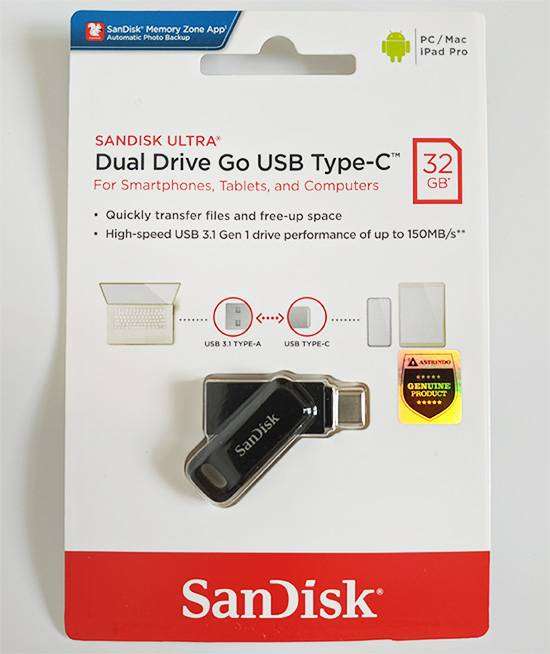 SanDisk® Memory Zone App¹
Automatic Photo Backup
PC / Mac
iPad Pro
SANDISK ULTRA®
Dual Drive Go USB Type-C™
For Smartphones, Tablets, and Computers
32
GB*
• Quickly transfer files and free-up space
• High-speed USB 3.1 Gen 1 drive performance of up to 150MB/s**
USB 3.1 TYPE-A
USB TYPE-C
ASTRINDO
GENUINE
PRODUCT
SanDisk
SanDisk®